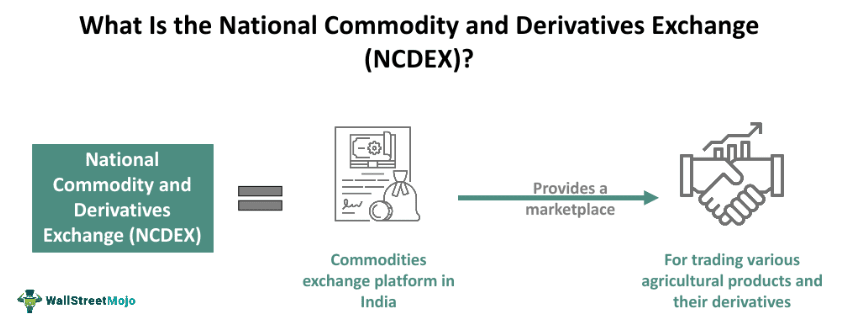 What Is the National Commodity and Derivatives Exchange
(NCDEX)?
National
Commodity and
Derivatives
Exchange (NCDEX)
Provides a
marketplace
Commodities
exchange platform in
India
For trading various
agricultural products and
their derivatives
WallStreetMojo